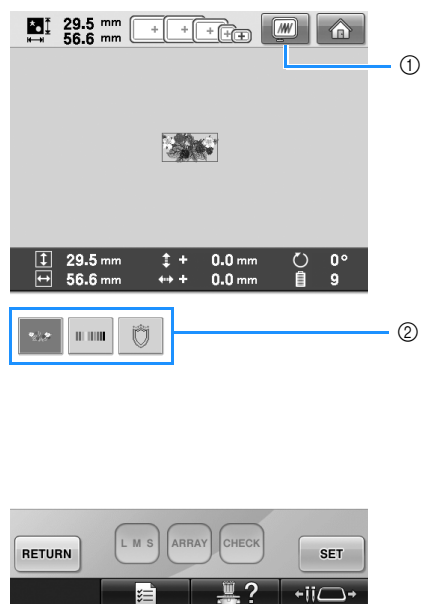 29.5 mm
56.6 mm
①
29.5 mm + 0.0 mm 0°
56.6 mm + 0.0 mm 9
②
RETURN L M S ARRAY CHECK SET
?